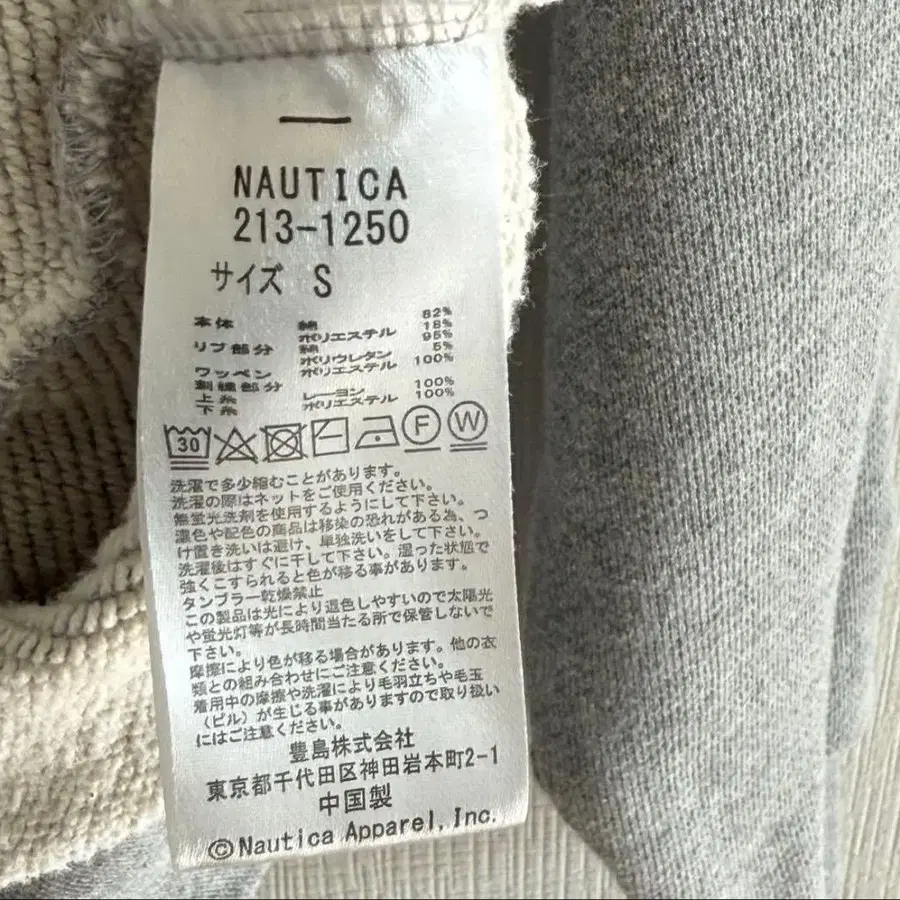 NAUTICA
213-1250
サイズ S
本体 綿 82%
ポリエステル 18%
リブ部分 綿 95%
ポリウレタン 5%
ワッペン ポリエステル 100%
刺繍部分
上糸 レーヨン 100%
下糸 ポリエステル 100%
30 F W
洗濯で多少縮むことがあります。
洗濯の際はネットをご使用ください。
無蛍光洗剤を使用するようにして下さい。
濃色や配色の商品は移染の恐れがある為、つ
け置き洗いは避け、単独洗いをして下さい。
洗濯後はすぐに干して下さい。湿った状態で
強くこすられると色が移る事があります。
タンブラー乾燥禁止
この製品は光により退色しやすいので太陽光
や蛍光灯等が長時間当たる所で保管しないで
下さい。
摩擦により色が移る場合があります。他の衣
類との組み合わせにご注意ください。
着用中の摩擦や洗濯により毛羽立ちや毛玉
（ピル）が生じる事がありますので取り扱い
にはご注意ください。
豊島株式会社
東京都千代田区神田岩本町2-1
中国製
©Nautica Apparel, Inc.